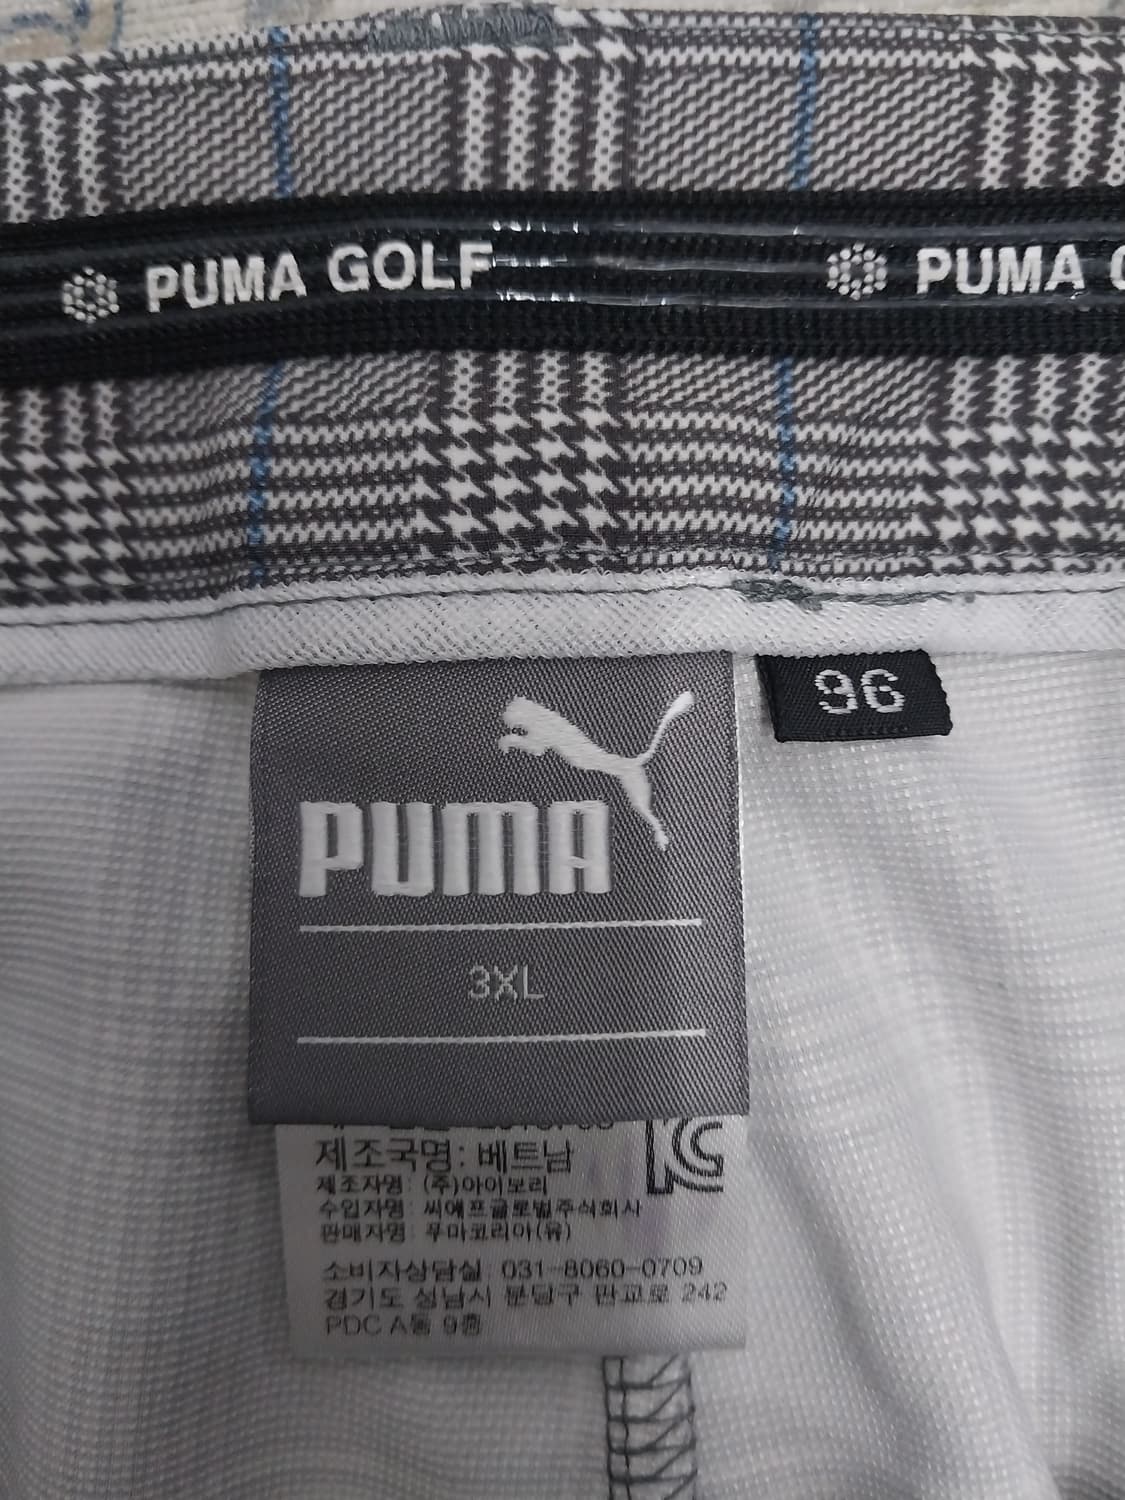 PUMA GOLF
PUMA
96
PUMA
3XL
제조국명: 베트남
제조자명: (주)아이보리
수입자명: 씨에프글로벌주식회사
판매자명: 푸마코리아(유)
소비자상담실 031-8060-0709
경기도 성남시 분당구 판교로 242
PDC A동 9층